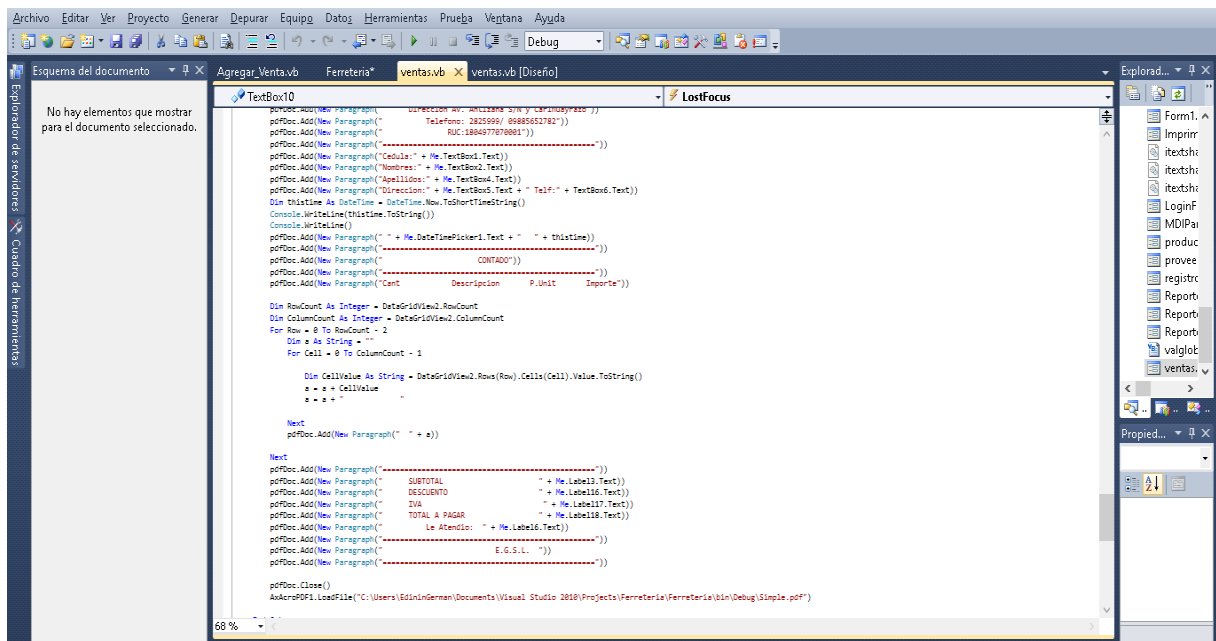 Archivo Editar Ver Proyecto Generar Depurar Equipo Datos Herramientas Prueba Ventana Ayuda
Debug
Esquema del documento
Agregar_Venta.vb Ferreteria* ventas.vb ventas.vb [Diseño]
Explorad...
Explorador de servidores
Cuadro de herramientas
No hay elementos que mostrar
para el documento seleccionado.
TextBox10
LostFocus
pdfDoc.Add(New Paragraph(" Direccion Av. Antizana S/N y Carihuayrazo"))
pdfDoc.Add(New Paragraph(" Telefono: 2825999/ 09885652782"))
pdfDoc.Add(New Paragraph(" RUC:1804977070001"))
pdfDoc.Add(New Paragraph("=================================================="))
pdfDoc.Add(New Paragraph("Cedula:" + Me.TextBox1.Text))
pdfDoc.Add(New Paragraph("Nombres:" + Me.TextBox2.Text))
pdfDoc.Add(New Paragraph("Apellidos:" + Me.TextBox4.Text))
pdfDoc.Add(New Paragraph("Direccion:" + Me.TextBox5.Text + " Telf:" + TextBox6.Text))
Dim thistime As DateTime = DateTime.Now.ToShortTimeString()
Console.WriteLine(thistime.ToString())
Console.WriteLine()
pdfDoc.Add(New Paragraph(" " + Me.DateTimePicker1.Text + " " + thistime))
pdfDoc.Add(New Paragraph("=================================================="))
pdfDoc.Add(New Paragraph(" CONTADO"))
pdfDoc.Add(New Paragraph("=================================================="))
pdfDoc.Add(New Paragraph("Cant Descripcion P.Unit Importe"))
Dim RowCount As Integer = DataGridView2.RowCount
Dim ColumnCount As Integer = DataGridView2.ColumnCount
For Row = 0 To RowCount - 2
Dim a As String = ""
For Cell = 0 To ColumnCount - 1
Dim CellValue As String = DataGridView2.Rows(Row).Cells(Cell).Value.ToString()
a = a + CellValue
a = a + " "
Next
pdfDoc.Add(New Paragraph(" " + a))
Next
pdfDoc.Add(New Paragraph("=================================================="))
pdfDoc.Add(New Paragraph(" SUBTOTAL " + Me.Label3.Text))
pdfDoc.Add(New Paragraph(" DESCUENTO " + Me.Label16.Text))
pdfDoc.Add(New Paragraph(" IVA " + Me.Label17.Text))
pdfDoc.Add(New Paragraph(" TOTAL A PAGAR " + Me.Label18.Text))
pdfDoc.Add(New Paragraph(" Le Atendio: " + Me.Label6.Text))
pdfDoc.Add(New Paragraph("=================================================="))
pdfDoc.Add(New Paragraph(" E.G.S.L. "))
pdfDoc.Add(New Paragraph("=================================================="))
pdfDoc.Close()
AxAcroPDF1.LoadFile("C:\Users\EdininGerman\Documents\Visual Studio 2010\Projects\Ferreteria\Ferreteria\bin\Debug\Simple.pdf")
68 %
Form1.
Imprim
itextsha
itextsha
itextsha
LoginF
MDIPar
produc
provee
registro
Reporte
Reporte
Reporte
valglob
ventas.
Propied...